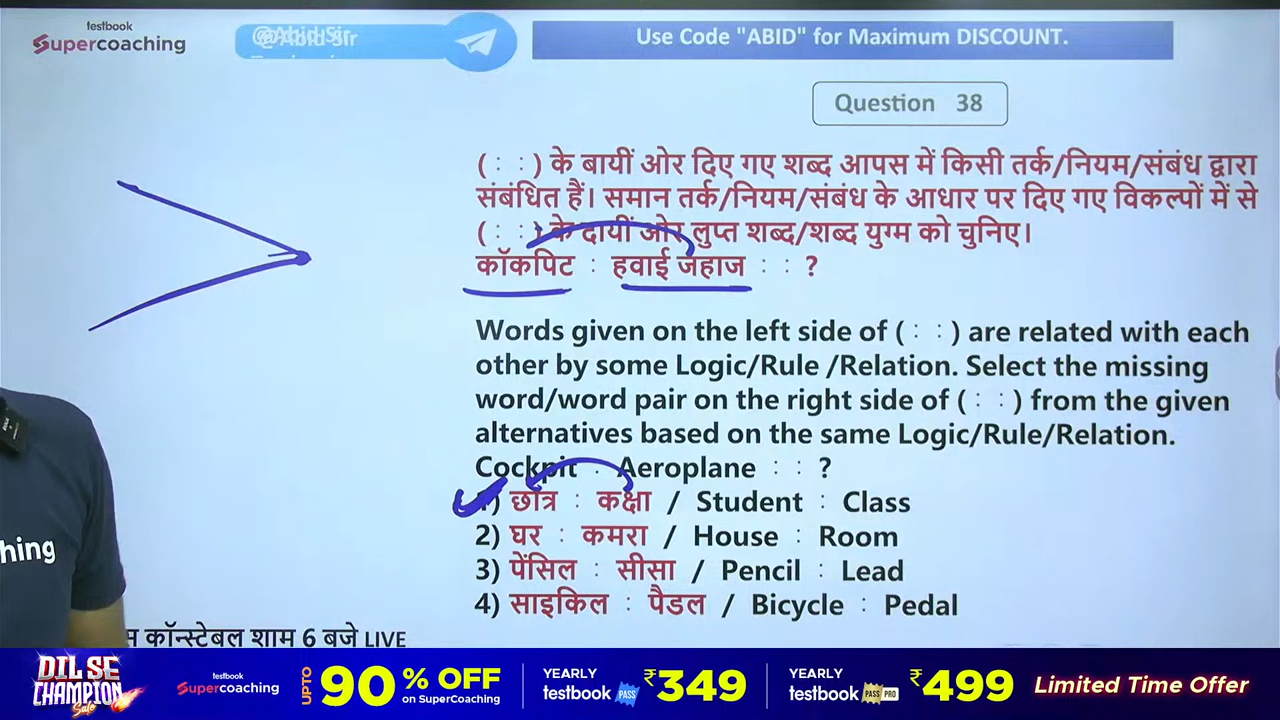 testbook
Supercoaching
@Abid Sir
Use Code "ABID" for Maximum DISCOUNT.
Question 38
( : : ) के बायीं ओर दिए गए शब्द आपस में किसी तर्क/नियम/संबंध द्वारा
संबंधित हैं। समान तर्क/नियम/संबंध के आधार पर दिए गए विकल्पों में से
( : : ) के दायीं ओर लुप्त शब्द/शब्द युग्म को चुनिए।
कॉकपिट : हवाई जहाज : : ?
Words given on the left side of ( : : ) are related with each
other by some Logic/Rule /Relation. Select the missing
word/word pair on the right side of ( : : ) from the given
alternatives based on the same Logic/Rule/Relation.
Cockpit : Aeroplane : : ?
1) छात्र : कक्षा / Student : Class
2) घर : कमरा / House : Room
3) पेंसिल : सीसा / Pencil : Lead
4) साइकिल : पैडल / Bicycle : Pedal
hing
स कॉन्स्टेबल शाम 6 बजे LIVE
DIL SE
CHAMPION
Sale
testbook
Supercoaching
UPTO
90% OFF
on SuperCoaching
YEARLY
testbook PASS
₹349
YEARLY
testbook PASS PRO
₹499
Limited Time Offer